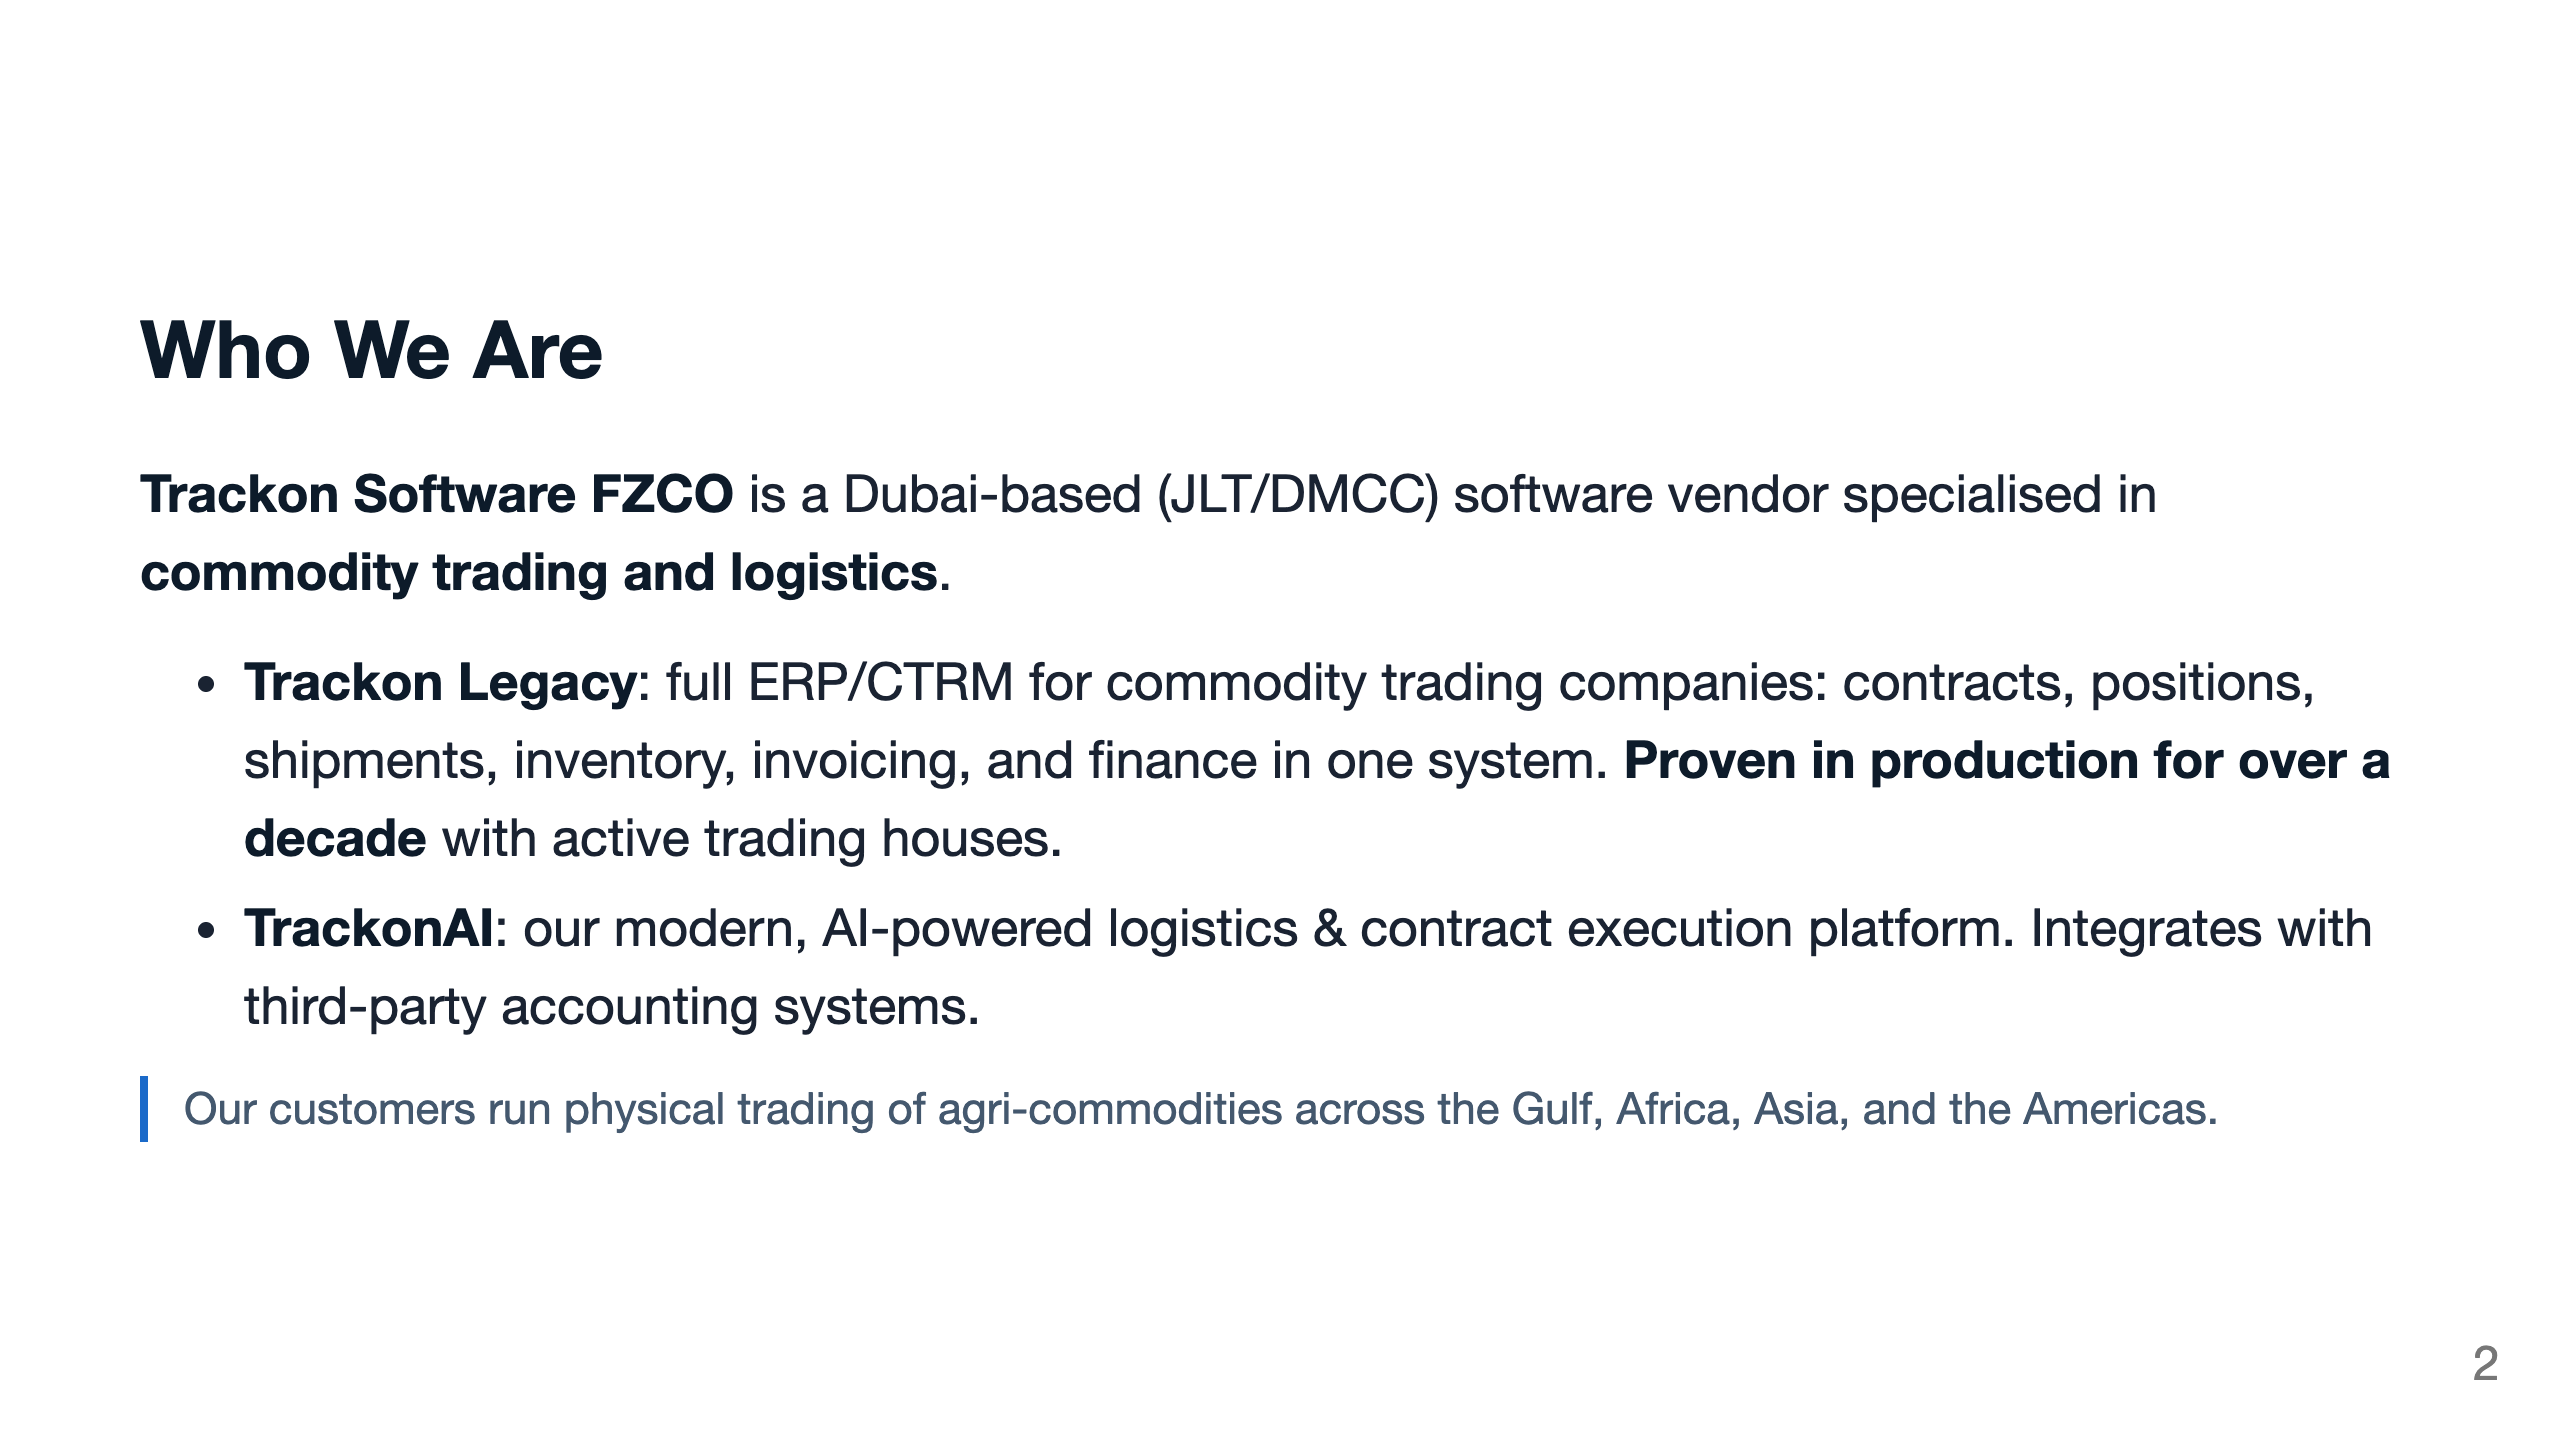 Who We Are
Trackon Software FZCO is a Dubai-based (JLT/DMCC) software vendor specialised in
commodity trading and logistics.
• Trackon Legacy: full ERP/CTRM for commodity trading companies: contracts, positions,
shipments, inventory, invoicing, and finance in one system. Proven in production for over a
decade with active trading houses.
• TrackonAI: our modern, AI-powered logistics & contract execution platform. Integrates with
third-party accounting systems.
Our customers run physical trading of agri-commodities across the Gulf, Africa, Asia, and the Americas.
2